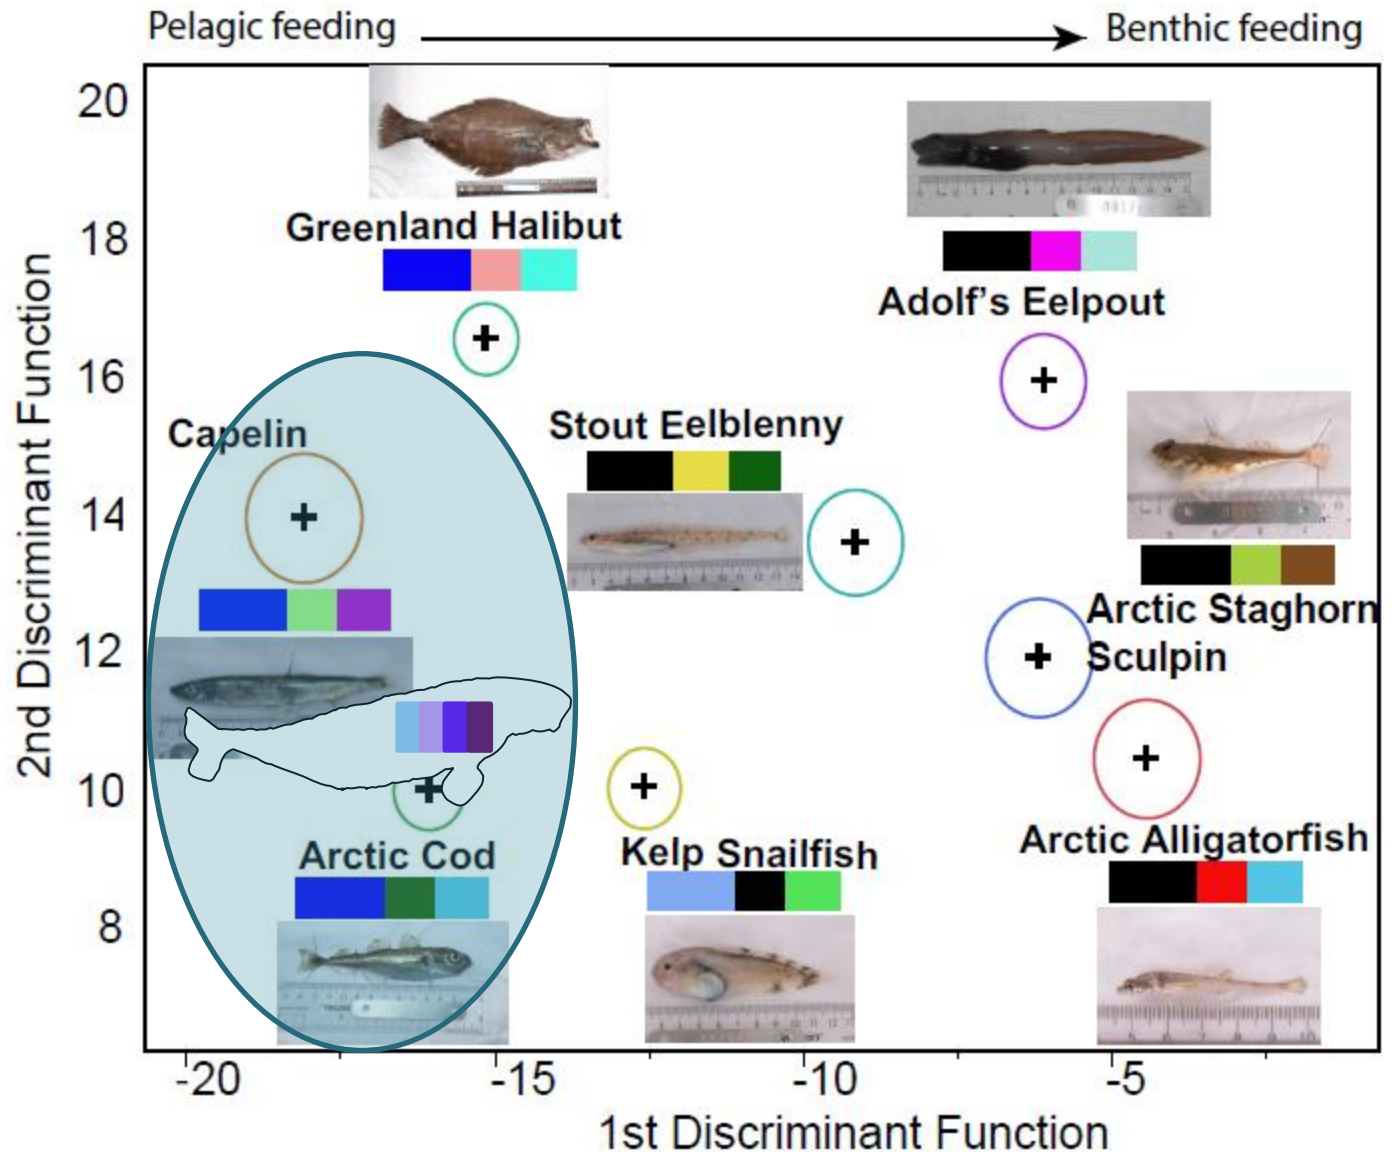 Pelagic feeding
Benthic feeding
20
18
16
14
12
10
8
2nd Discriminant Function
Greenland Halibut
Adolf's Eelpout
Capelin
Stout Eelblenny
Arctic Staghorn
Sculpin
Arctic Cod
Kelp Snailfish
Arctic Alligatorfish
-20
-15
-10
-5
1st Discriminant Function